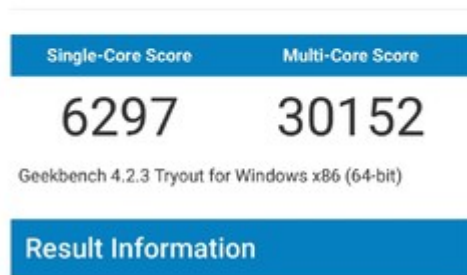 Single-Core Score Multi-Core Score
6297 30152
Geekbench 4.2.3 Tryout for Windows x86 (64-bit)
Result Information